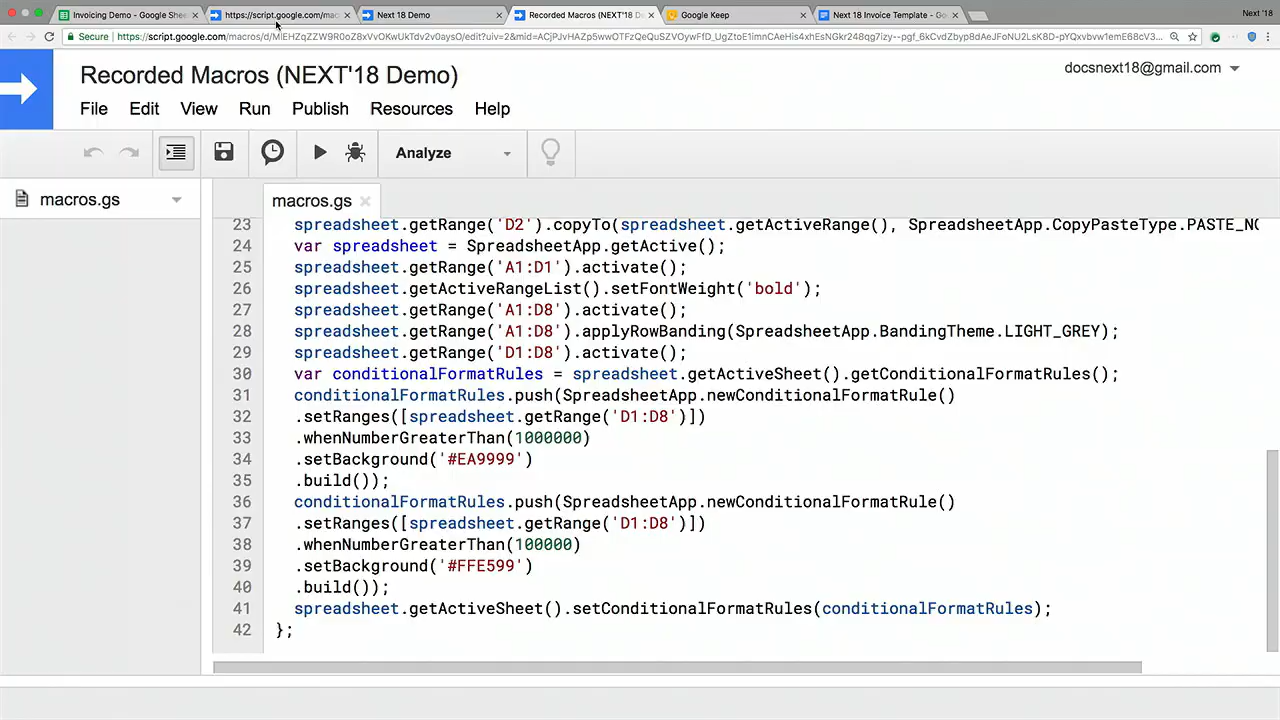 Invoicing Demo - Google Shee
https://script.google.com/mac
Next 18 Demo
Recorded Macros (NEXT'18 D
Google Keep
Next 18 Invoice Template - Go
Next '18
Secure
Recorded Macros (NEXT'18 Demo)
docsnext18@gmail.com
File Edit View Run Publish Resources Help
Analyze
macros.gs
macros.gs
23 spreadsheet.getRange('D2').copyTo(spreadsheet.getActiveRange(), SpreadsheetApp.CopyPasteType.PASTE_NO
24 var spreadsheet = SpreadsheetApp.getActive();
25 spreadsheet.getRange('A1:D1').activate();
26 spreadsheet.getActiveRangeList().setFontWeight('bold');
27 spreadsheet.getRange('A1:D8').activate();
28 spreadsheet.getRange('A1:D8').applyRowBanding(SpreadsheetApp.BandingTheme.LIGHT_GREY);
29 spreadsheet.getRange('D1:D8').activate();
30 var conditionalFormatRules = spreadsheet.getActiveSheet().getConditionalFormatRules();
31 conditionalFormatRules.push(SpreadsheetApp.newConditionalFormatRule()
32 .setRanges([spreadsheet.getRange('D1:D8')])
33 .whenNumberGreaterThan(1000000)
34 .setBackground('#EA9999')
35 .build());
36 conditionalFormatRules.push(SpreadsheetApp.newConditionalFormatRule()
37 .setRanges([spreadsheet.getRange('D1:D8')])
38 .whenNumberGreaterThan(100000)
39 .setBackground('#FFE599')
40 .build());
41 spreadsheet.getActiveSheet().setConditionalFormatRules(conditionalFormatRules);
42 };